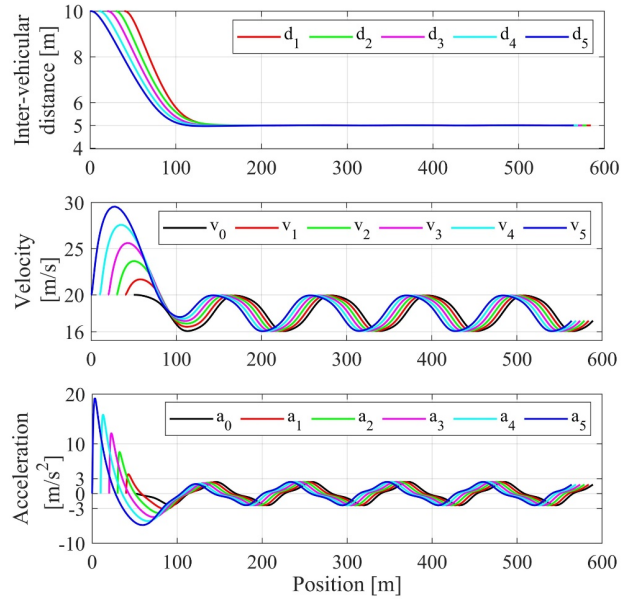 Inter-vehicular
distance [m]
10
8
6
5
4
d1 d2 d3 d4 d5
0 100 200 300 400 500 600
Velocity
[m/s]
30
20
16
v0 v1 v2 v3 v4 v5
0 100 200 300 400 500 600
Acceleration
[m/s2]
20
10
3
0
-3
-10
a0 a1 a2 a3 a4 a5
0 100 200 300 400 500 600
Position [m]